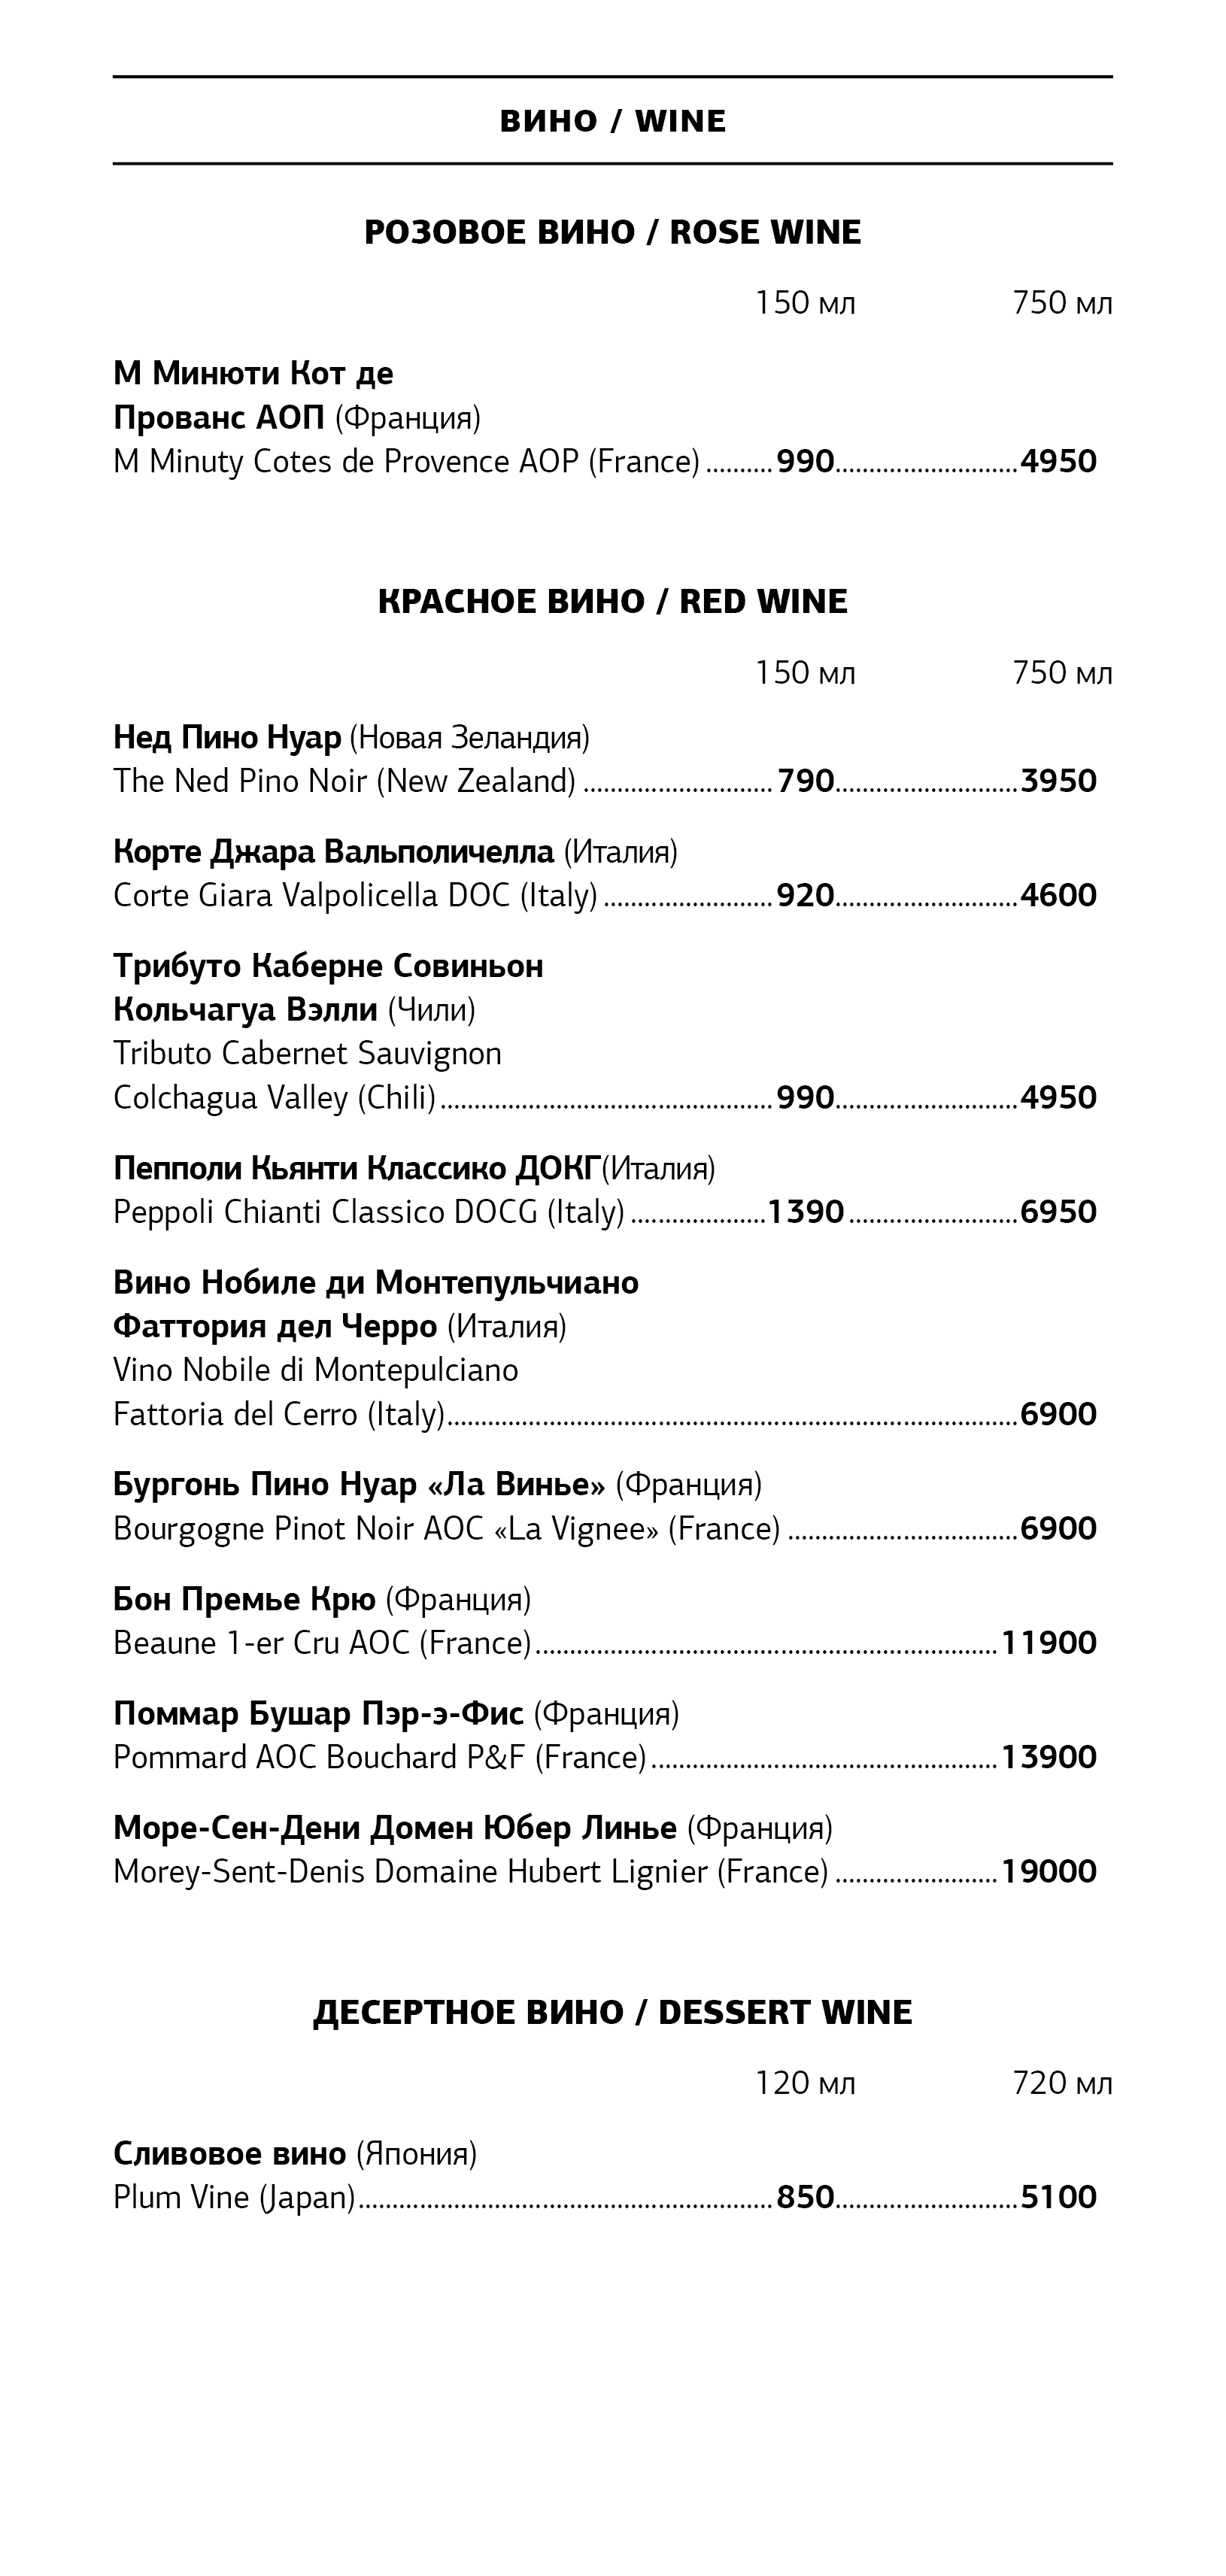 ВИНО / WINE
РОЗОВОЕ ВИНО / ROSE WINE
150 мл 750 мл
М Минюти Кот де
Прованс АОП (Франция)
M Minuty Cotes de Provence AOP (France) .......... 990...........................4950
КРАСНОЕ ВИНО / RED WINE
150 мл 750 мл
Нед Пино Нуар (Новая Зеландия)
The Ned Pino Noir (New Zealand) ............................ 790...........................3950
Корте Джара Вальполичелла (Италия)
Corte Giara Valpolicella DOC (Italy) ......................... 920...........................4600
Трибуто Каберне Совиньон
Кольчагуа Вэлли (Чили)
Tributo Cabernet Sauvignon
Colchagua Valley (Chili)................................................. 990...........................4950
Пепполи Кьянти Классико ДОКГ(Италия)
Peppoli Chianti Classico DOCG (Italy) ....................1390 .........................6950
Вино Нобиле ди Монтепульчиано
Фаттория дел Черро (Италия)
Vino Nobile di Montepulciano
Fattoria del Cerro (Italy)....................................................................................6900
Бургонь Пино Нуар «Ла Винье» (Франция)
Bourgogne Pinot Noir AOC «La Vignee» (France) ..................................6900
Бон Премье Крю (Франция)
Beaune 1-er Cru AOC (France)....................................................................11900
Поммар Бушар Пэр-э-Фис (Франция)
Pommard AOC Bouchard P&F (France)...................................................13900
Море-Сен-Дени Домен Юбер Линье (Франция)
Morey-Sent-Denis Domaine Hubert Lignier (France) ........................19000
ДЕСЕРТНОЕ ВИНО / DESSERT WINE
120 мл 720 мл
Сливовое вино (Япония)
Plum Vine (Japan)............................................................. 850...........................5100